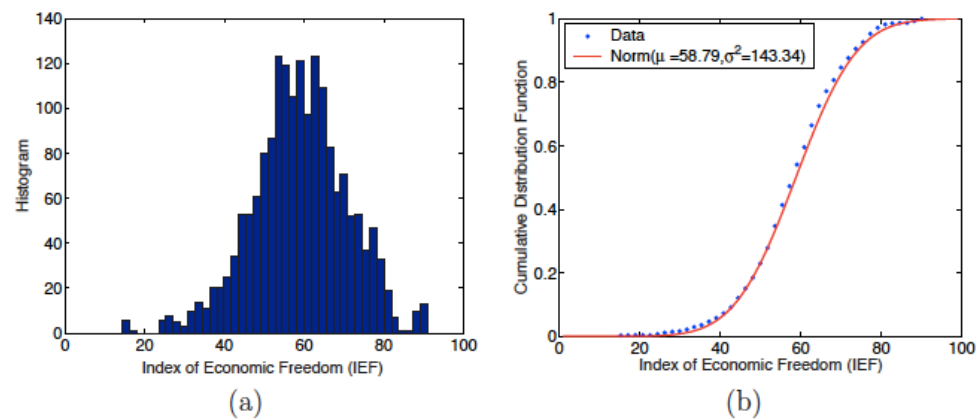 140
120
100
80
60
40
20
0
Histogram
0 20 40 60 80 100
Index of Economic Freedom (IEF)
(a)
Data
Norm(μ =58.79,σ²=143.34)
1
0.8
0.6
0.4
0.2
0
Cumulative Distribution Function
0 20 40 60 80 100
Index of Economic Freedom (IEF)
(b)